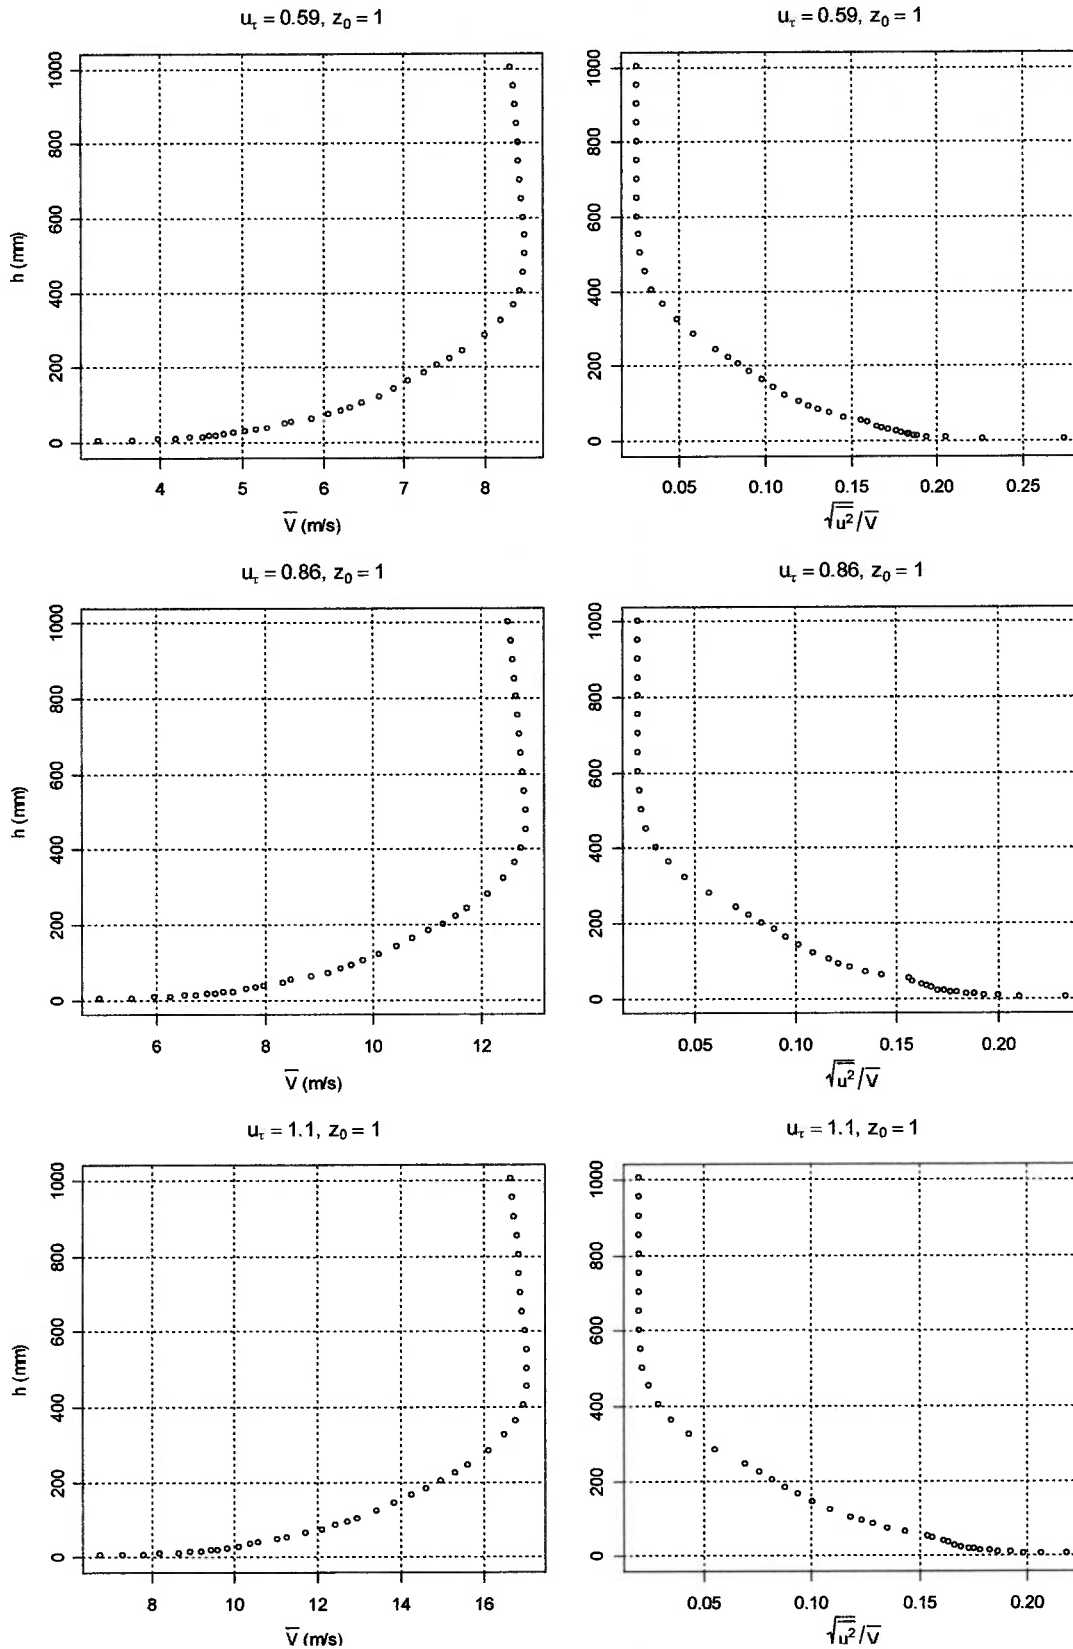 u_τ = 0.59, z_0 = 1
u_τ = 0.59, z_0 = 1
h (mm)
0 200 400 600 800 1000
4 5 6 7 8
V̅ (m/s)
0 200 400 600 800 1000
0.05 0.10 0.15 0.20 0.25
√u̅²/V̅
u_τ = 0.86, z_0 = 1
u_τ = 0.86, z_0 = 1
h (mm)
0 200 400 600 800 1000
6 8 10 12
V̅ (m/s)
0 200 400 600 800 1000
0.05 0.10 0.15 0.20
√u̅²/V̅
u_τ = 1.1, z_0 = 1
u_τ = 1.1, z_0 = 1
h (mm)
0 200 400 600 800 1000
8 10 12 14 16
V̅ (m/s)
0 200 400 600 800 1000
0.05 0.10 0.15 0.20
√u̅²/V̅